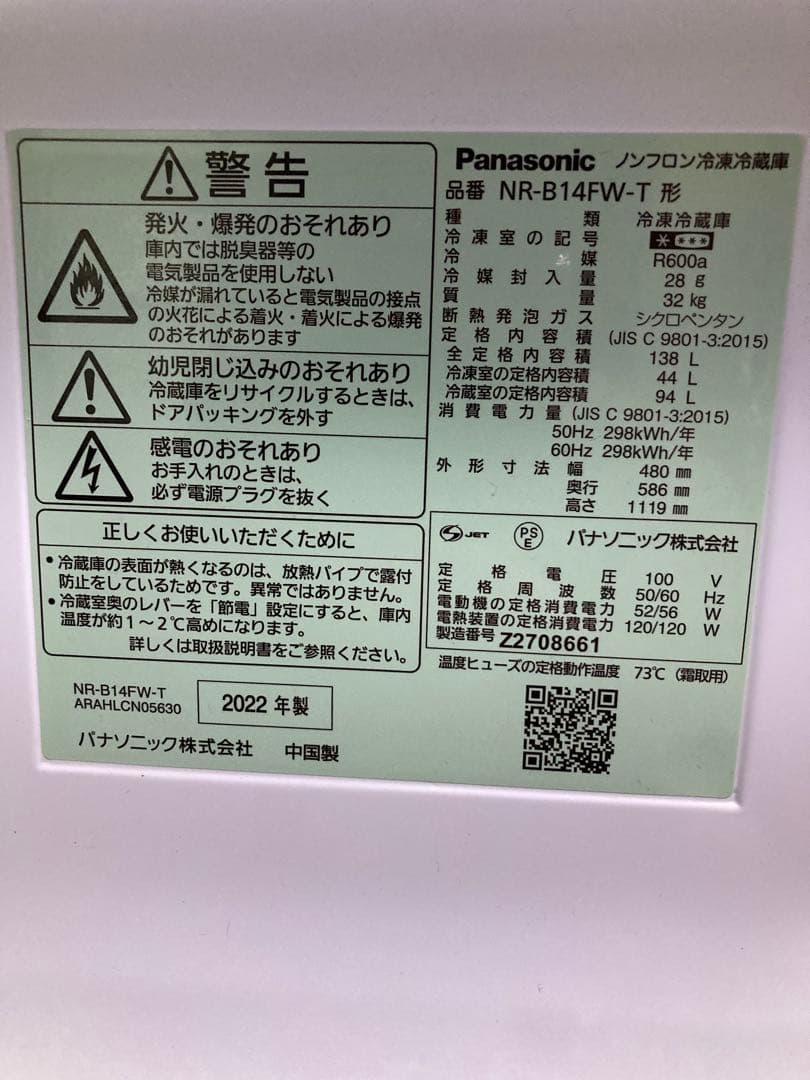 警告
発火・爆発のおそれあり
庫内では脱臭器等の
電気製品を使用しない
冷媒が漏れていると電気製品の接点
の火花による着火・着火による爆発
のおそれがあります
幼児閉じ込みのおそれあり
冷蔵庫をリサイクルするときは、
ドアパッキングを外す
感電のおそれあり
お手入れのときは、
必ず電源プラグを抜く
正しくお使いいただくために
・冷蔵庫の表面が熱くなるのは、放熱パイプで露付
防止をしているためです。異常ではありません。
・冷蔵室奥のレバーを「節電」設定にすると、庫内
温度が約1~2℃高めになります。
詳しくは取扱説明書をご参照ください。
NR-B14FW-T
ARAHLCN05630
2022年製
パナソニック株式会社 中国製
Panasonic ノンフロン冷凍冷蔵庫
品番 NR-B14FW-T 形
種類 冷凍冷蔵庫
冷凍室の記号 * ***
冷媒 R600a
冷媒封入量 28 g
質量 32 kg
断熱発泡ガス シクロペンタン
定格内容積 (JIS C 9801-3:2015)
全定格内容積 138 L
冷凍室の定格内容積 44 L
冷蔵室の定格内容積 94 L
消費電力量 (JIS C 9801-3:2015)
50Hz 298kWh/年
60Hz 298kWh/年
外形寸法 幅 480 mm
奥行 586 mm
高さ 1119 mm
S JET PS E パナソニック株式会社
定格電圧 100 V
定格周波数 50/60 Hz
電動機の定格消費電力 52/56 W
電熱装置の定格消費電力 120/120 W
製造番号 Z2708661
温度ヒューズの定格動作温度 73℃ (霜取用)